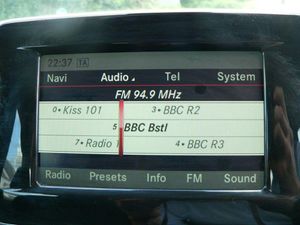 22:37 TA
Navi Audio Tel System
FM 94.9 MHz
0 Kiss 101 3 BBC R2
5 BBC Bstl
7 Radio 1 4 BBC R3
Radio Presets Info FM Sound